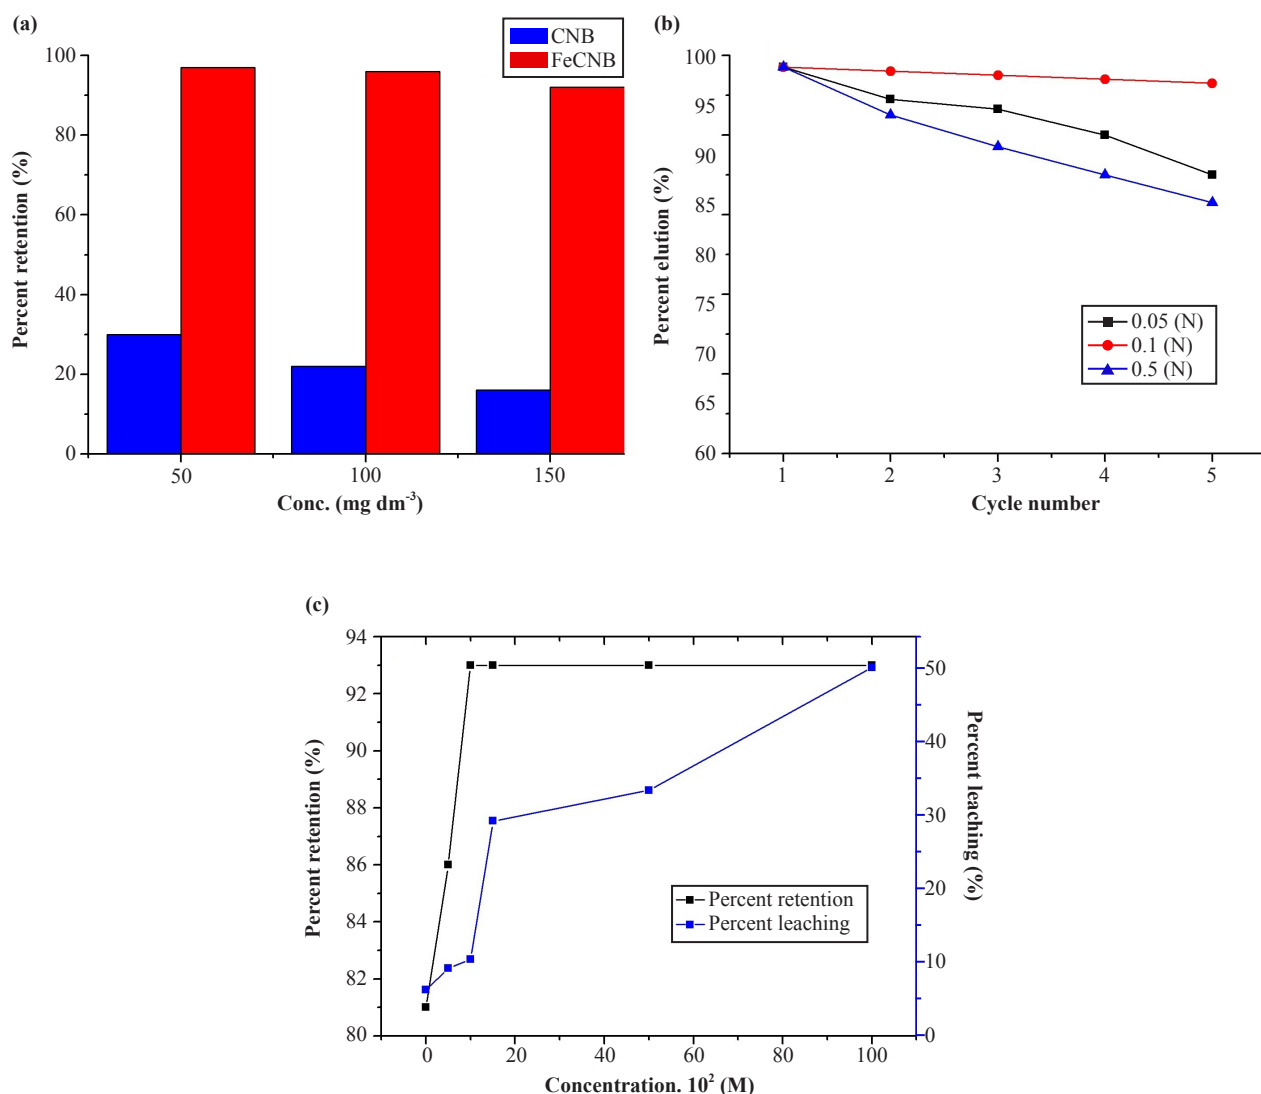 (a)
CNB
FeCNB
100
80
60
40
20
0
Percent retention (%)
50
100
150
Conc. (mg dm-3)
(b)
100
95
90
85
80
75
70
65
60
Percent elution (%)
0.05 (N)
0.1 (N)
0.5 (N)
1
2
3
4
5
Cycle number
(c)
94
92
90
88
86
84
82
80
Percent retention (%)
50
40
30
20
10
0
Percent leaching (%)
Percent retention
Percent leaching
0
20
40
60
80
100
Concentration. 10² (M)